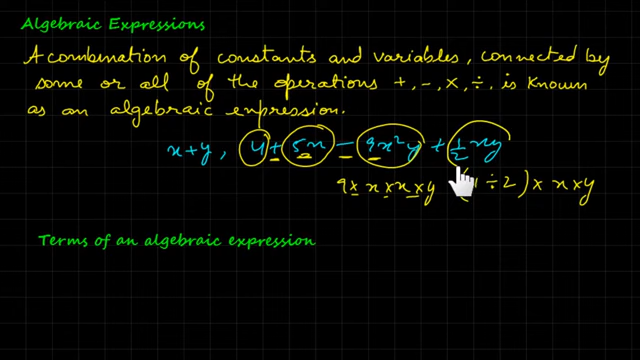 Algebraic Expressions
A combination of constants and variables, connected by
some or all of the operations +, -, ×, ÷, is known
as an algebraic expression.
x + y, 4 + 5x - 9x²y + 1/2 xy
9 × x × x × y (1 ÷ 2) × x × y
Terms of an algebraic expression